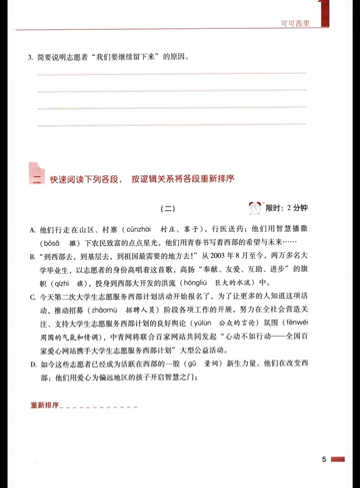 可可西里
1
3. 简要说明志愿者“我们要继续留下来”的原因。
二 快速阅读下列各段，按逻辑关系将各段重新排序
（二）
限时：2 分钟
A. 他们行走在山区、村寨（cūnzhài 村庄、寨子），行医送药；他们用智慧播撒
（bōsǎ 撒）下农民致富的点点星光，他们用青春书写着西部的希望与未来……
B. “到西部去，到基层去，到祖国最需要的地方去！”从 2003 年 8 月至今，两万多名大
学毕业生，以志愿者的身份高唱着这首歌，高扬“奉献、友爱、互助、进步”的旗
帜（qízhì 旗），投身到西部大开发的洪流（hóngliú 巨大的水流）中。
C. 今天第二次大学生志愿服务西部计划活动开始报名了，为了让更多的人知道这项活
动，推动招募（zhāomù 招聘人员）阶段各项工作的开展，努力在全社会营造关
注、支持大学生志愿服务西部计划的良好舆论（yúlùn 公众的言论）氛围（fēnwéi
周围的气氛和情调），中青网将联合百家网站共同发起“心动不如行动——全国百
家爱心网站携手大学生志愿服务西部计划”大型公益活动。
D. 如今这些志愿者已经成为活跃在西部的一股（gǔ 量词）新生力量。他们在改变西
部：他们用爱心为偏远地区的孩子开启智慧之门；
重新排序
5